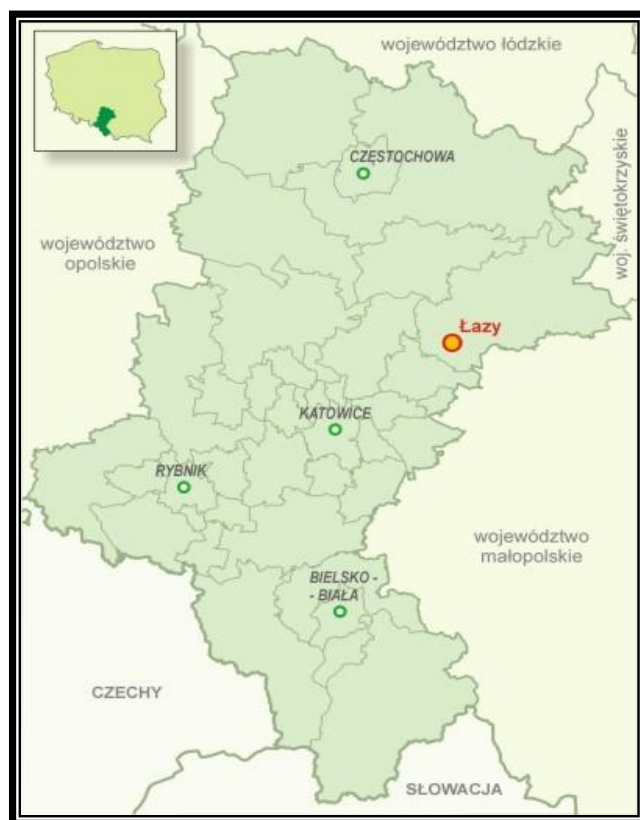 województwo łódzkie
CZĘSTOCHOWA
woj. świętokrzyskie
województwo
opolskie
Łazy
KATOWICE
RYBNIK
województwo
małopolskie
BIELSKO -
- BIAŁA
CZECHY
SŁOWACJA